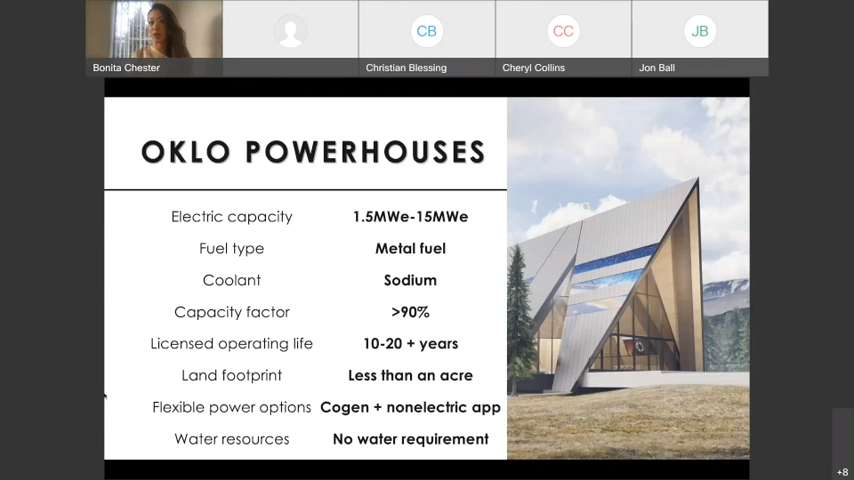 CB
CC
JB
Bonita Chester
Christian Blessing
Cheryl Collins
Jon Ball
OKLO POWERHOUSES
Electric capacity 1.5MWe-15MWe
Fuel type Metal fuel
Coolant Sodium
Capacity factor >90%
Licensed operating life 10-20 + years
Land footprint Less than an acre
Flexible power options Cogen + nonelectric app
Water resources No water requirement
+8